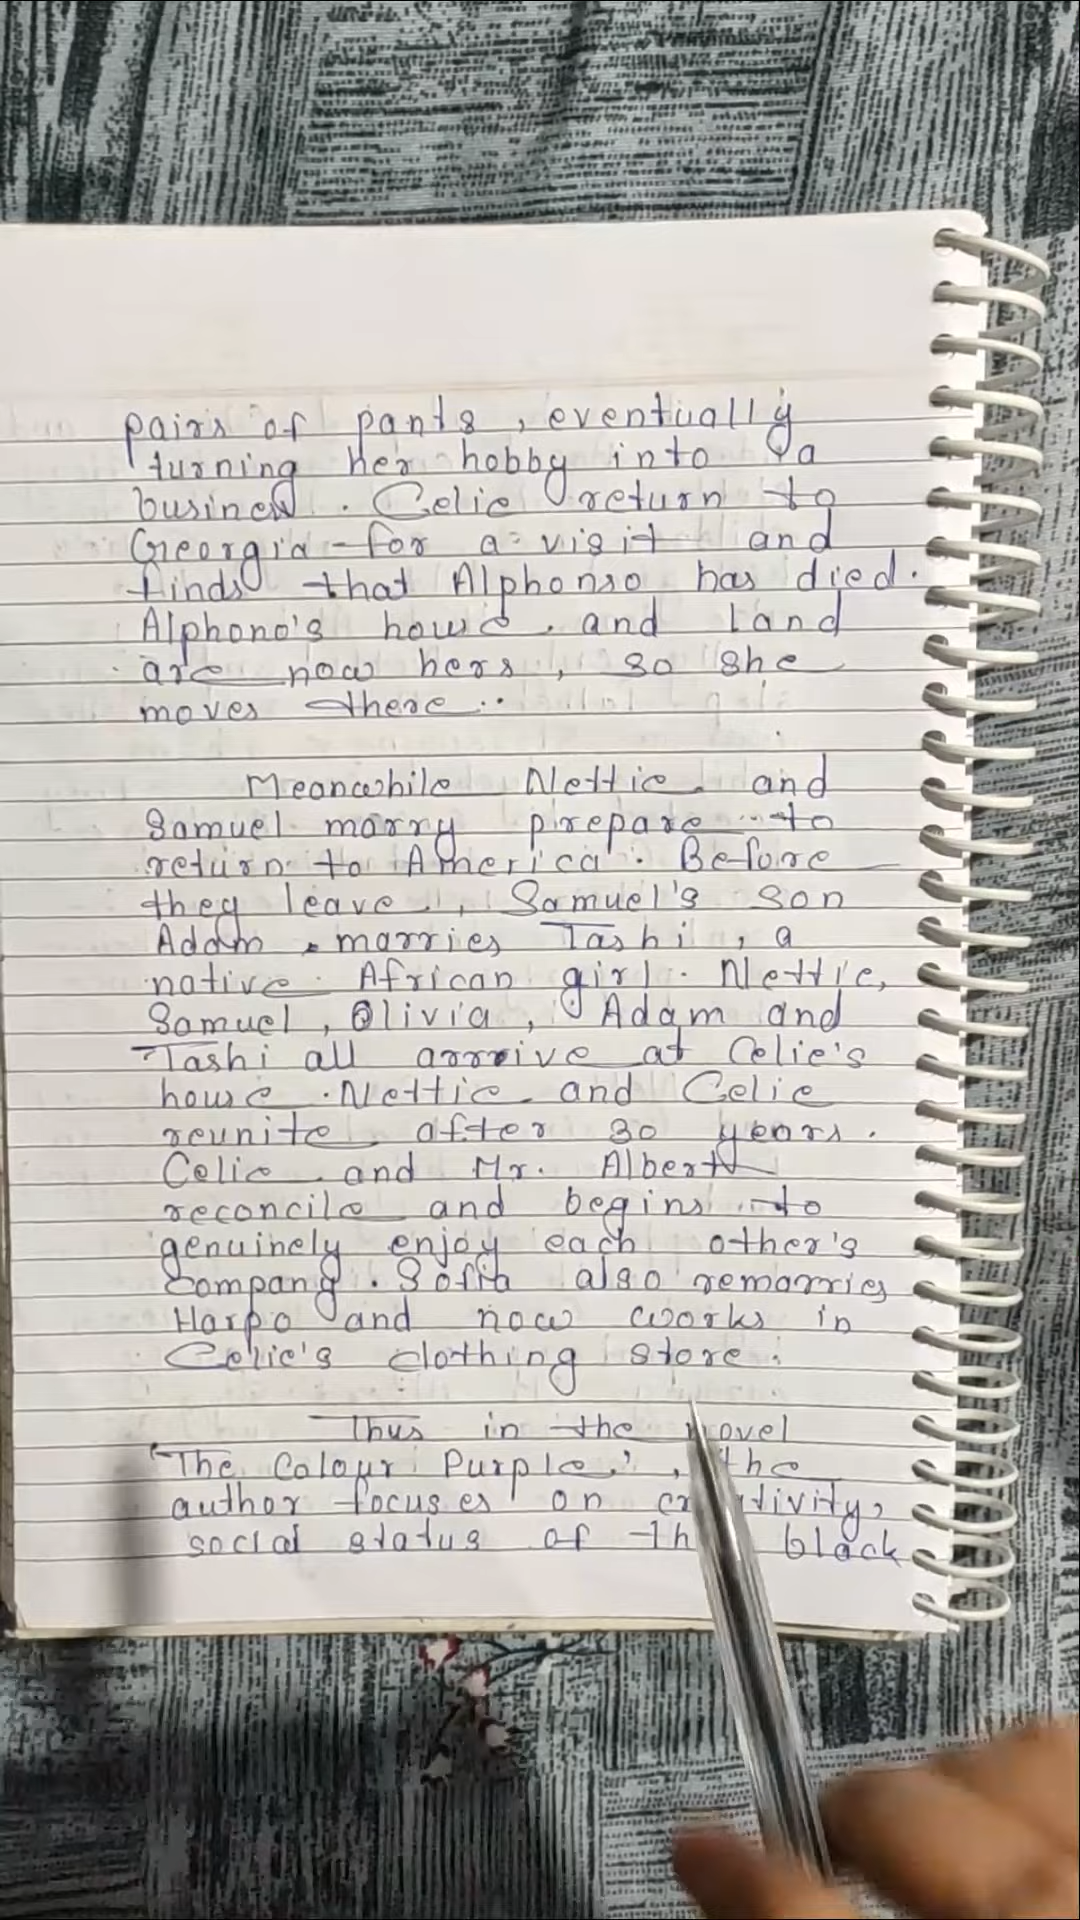 pairs of pants , eventually
turning her hobby into a
business . Celie return to
Georgia for a visit and
finds that Alphonso has died.
Alphono's house and land
are now hers , so she
moves there .
Meanwhile Nettie and
Samuel marry prepare to
return to America . Before
they leave , Samuel's son
Adam marries Tashi , a
native African girl . Nettie,
Samuel , Olivia , Adam and
Tashi all arrive at Celie's
house . Nettie and Celie
reunite after 30 years .
Celie and Mr. Albert
reconcile and begins to
genuinely enjoy each other's
company . Sofia also remarries
Harpo and now works in
Celie's clothing store .
Thus in the novel
'The Colour Purple' , the
author focuses on
social status of black